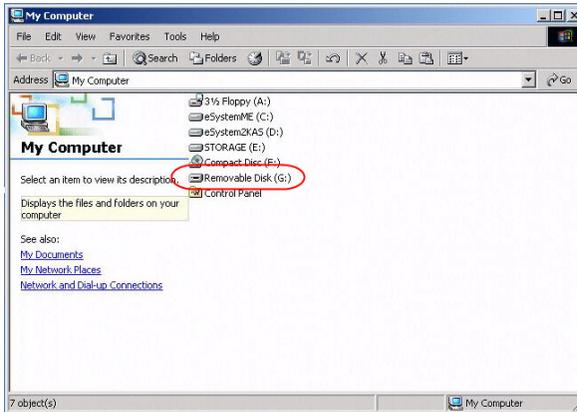 My Computer
File Edit View Favorites Tools Help
Back Search Folders
Address My Computer Go
3½ Floppy (A:)
eSystemME (C:)
eSystem2KAS (D:)
STORAGE (E:)
Compact Disc (F:)
Removable Disk (G:)
Control Panel
My Computer
Select an item to view its description.
Displays the files and folders on your
computer
See also:
My Documents
My Network Places
Network and Dial-up Connections
7 object(s) My Computer